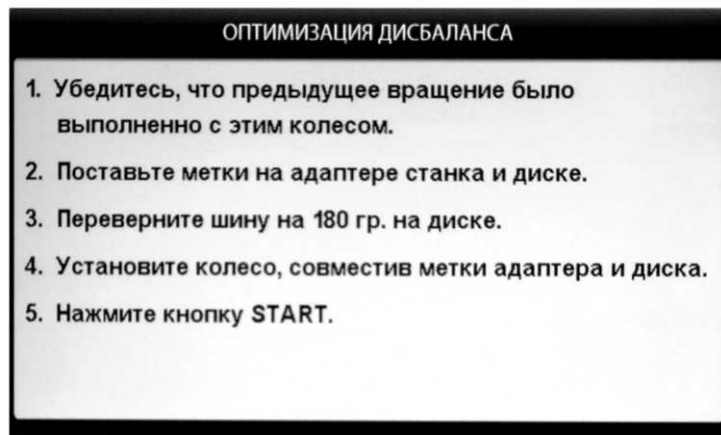 ОПТИМИЗАЦИЯ ДИСБАЛАНСА
1. Убедитесь, что предыдущее вращение было
выполненно с этим колесом.
2. Поставьте метки на адаптере станка и диске.
3. Переверните шину на 180 гр. на диске.
4. Установите колесо, совместив метки адаптера и диска.
5. Нажмите кнопку START.